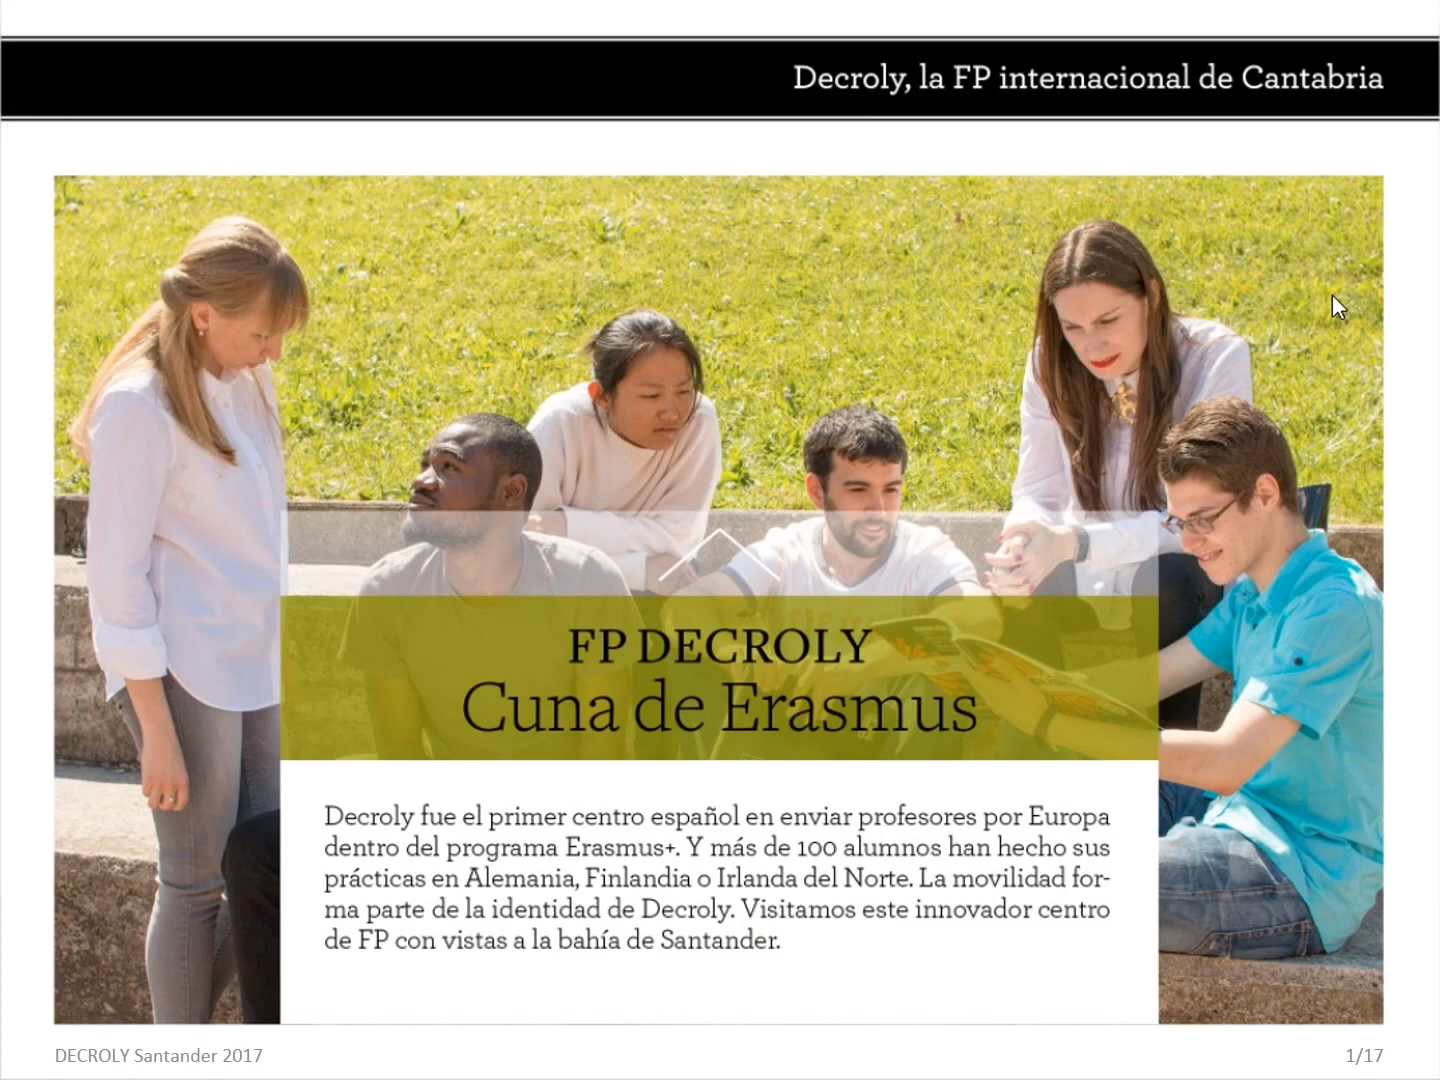 Decroly, la FP internacional de Cantabria
FP DECROLY
Cuna de Erasmus
Decroly fue el primer centro español en enviar profesores por Europa
dentro del programa Erasmus+. Y más de 100 alumnos han hecho sus
prácticas en Alemania, Finlandia o Irlanda del Norte. La movilidad for-
ma parte de la identidad de Decroly. Visitamos este innovador centro
de FP con vistas a la bahía de Santander.
DECROLY Santander 2017
1/17